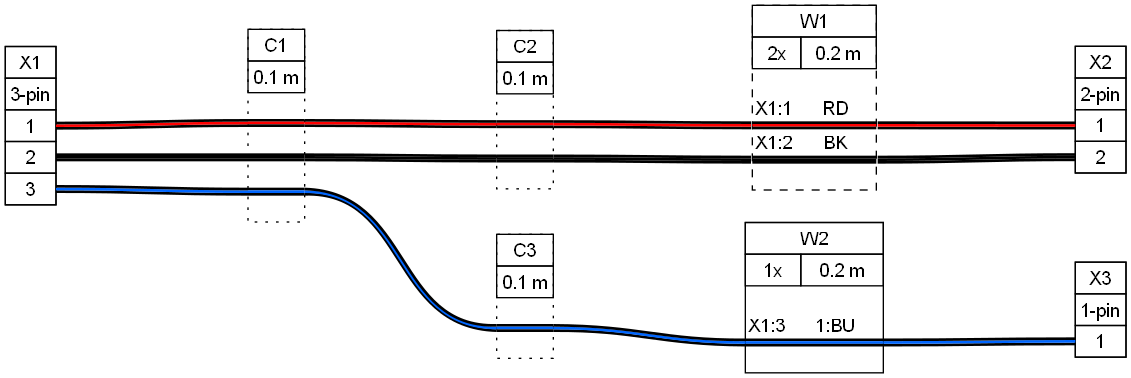 X1
3-pin
1
2
3
C1
0.1 m
C2
0.1 m
W1
2x 0.2 m
X1:1 RD
X1:2 BK
X2
2-pin
1
2
C3
0.1 m
W2
1x 0.2 m
X1:3 1:BU
X3
1-pin
1